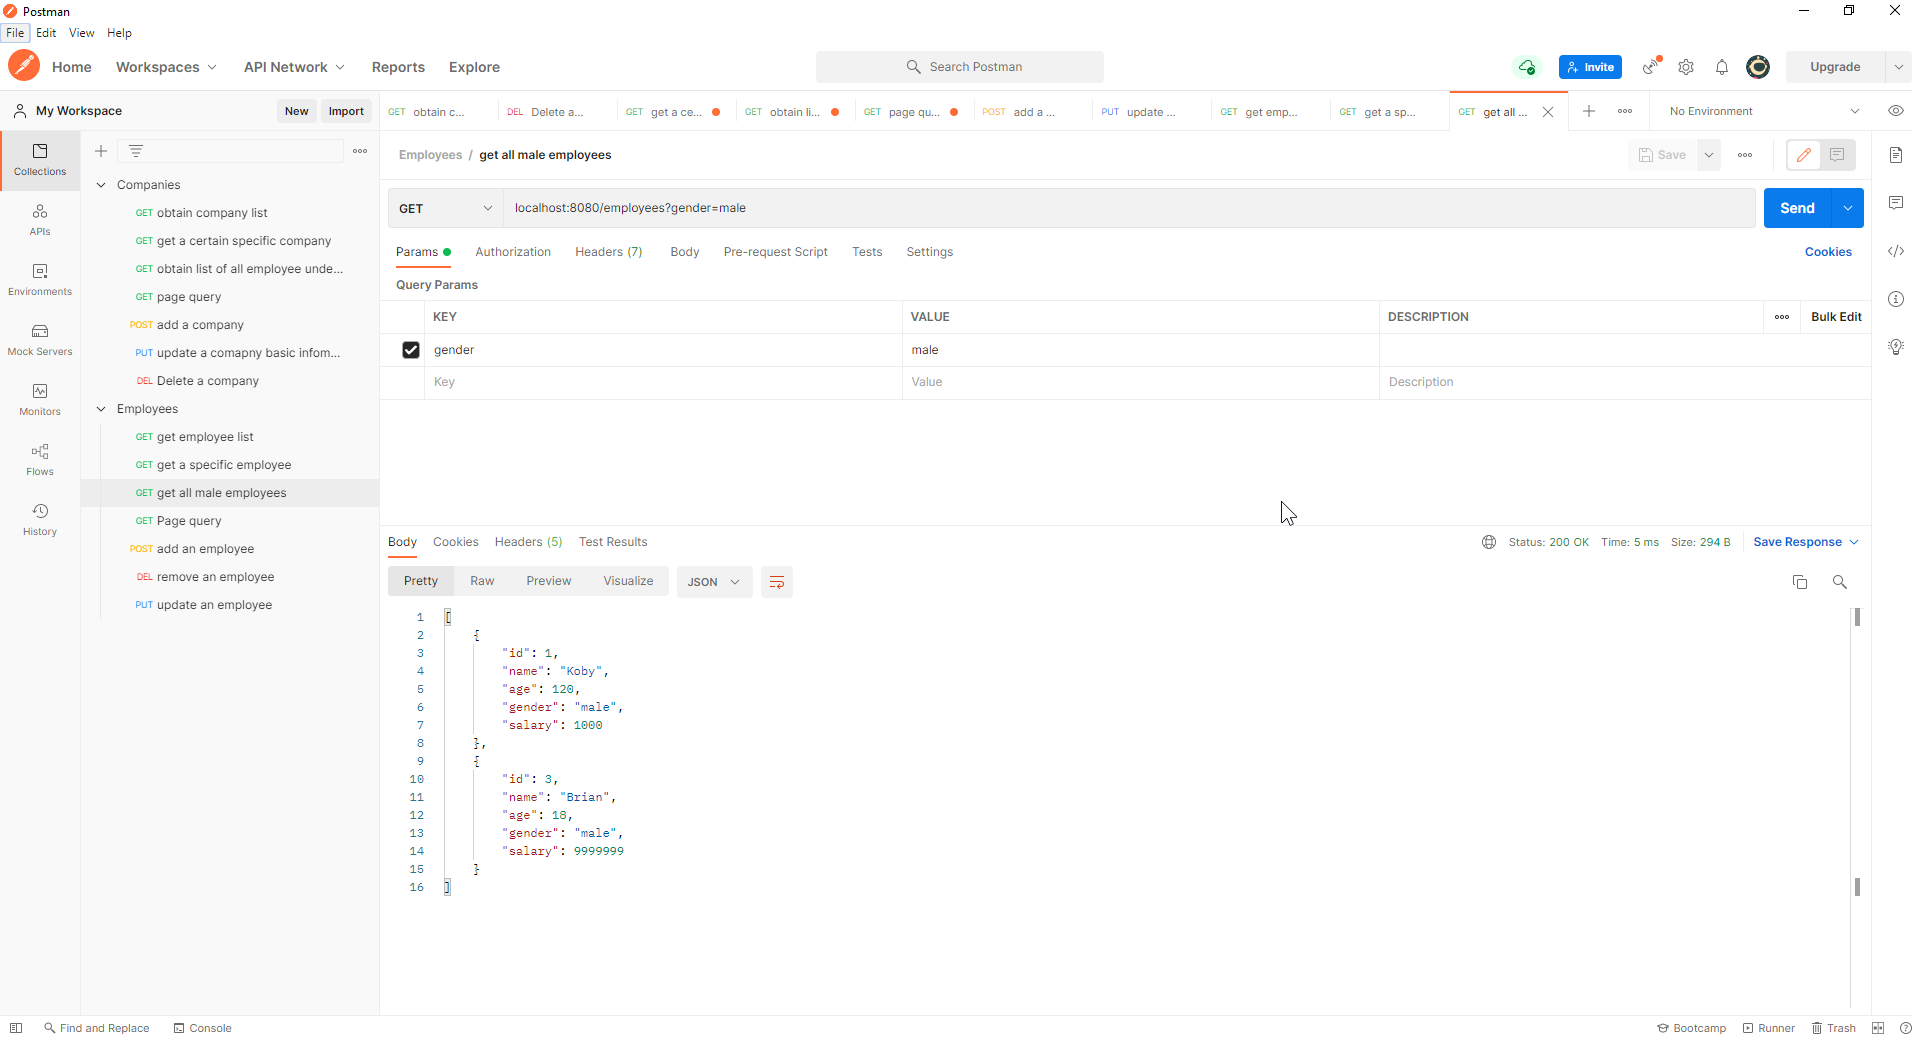 Postman
File Edit View Help
Home Workspaces API Network Reports Explore Search Postman Invite Upgrade
My Workspace New Import
GET obtain c... DEL Delete a... GET get a ce... GET obtain li... GET page qu... POST add a ... PUT update ... GET get emp... GET get a sp... GET get all ... No Environment
Collections
APIs
Environments
Mock Servers
Monitors
Flows
History
Companies
GET obtain company list
GET get a certain specific company
GET obtain list of all employee unde...
GET page query
POST add a company
PUT update a comapny basic infom...
DEL Delete a company
Employees
GET get employee list
GET get a specific employee
GET get all male employees
GET Page query
POST add an employee
DEL remove an employee
PUT update an employee
Employees / get all male employees Save
GET localhost:8080/employees?gender=male Send
Params Authorization Headers (7) Body Pre-request Script Tests Settings Cookies
Query Params
KEY VALUE DESCRIPTION Bulk Edit
gender male
Key Value Description
Body Cookies Headers (5) Test Results Status: 200 OK Time: 5 ms Size: 294 B Save Response
Pretty Raw Preview Visualize JSON
1 [
2 {
3 "id": 1,
4 "name": "Koby",
5 "age": 120,
6 "gender": "male",
7 "salary": 1000
8 },
9 {
10 "id": 3,
11 "name": "Brian",
12 "age": 18,
13 "gender": "male",
14 "salary": 9999999
15 }
16 ]
Find and Replace Console Bootcamp Runner Trash